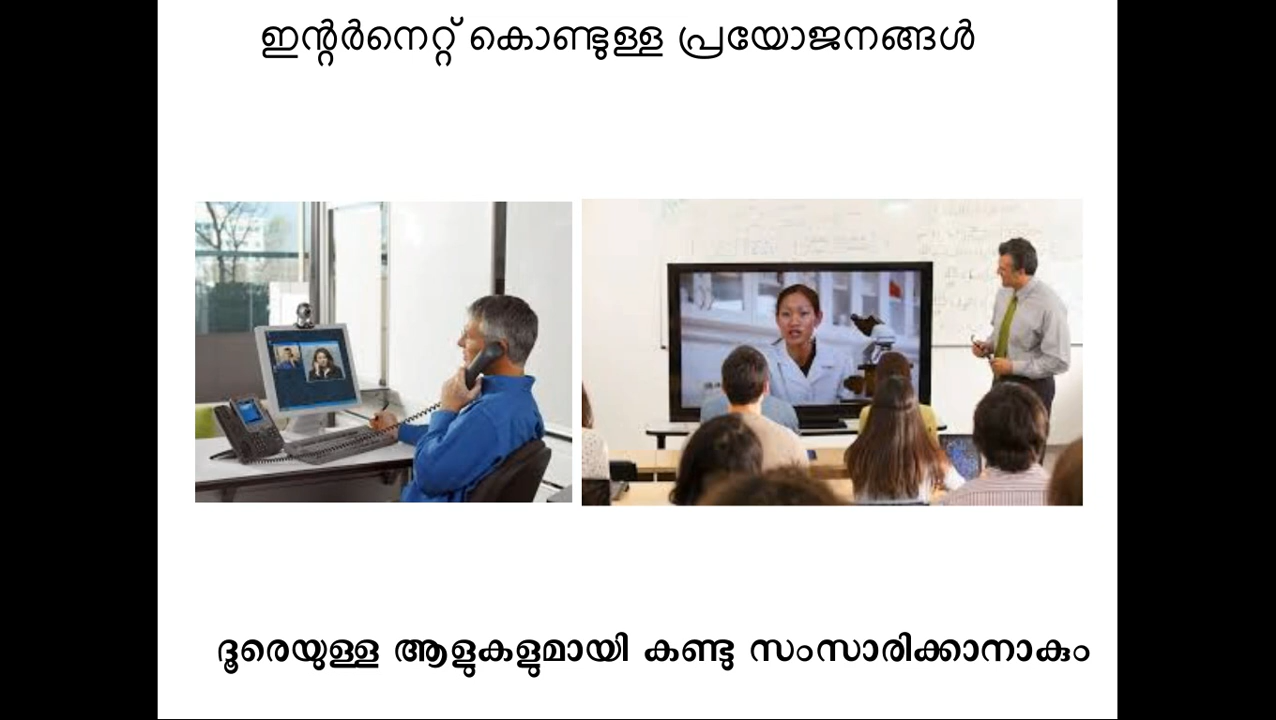 ഇന്റർനെറ്റ് കൊണ്ടുള്ള പ്രയോജനങ്ങൾ
ദൂരെയുള്ള ആളുകളുമായി കണ്ടു സംസാരിക്കാനാകും